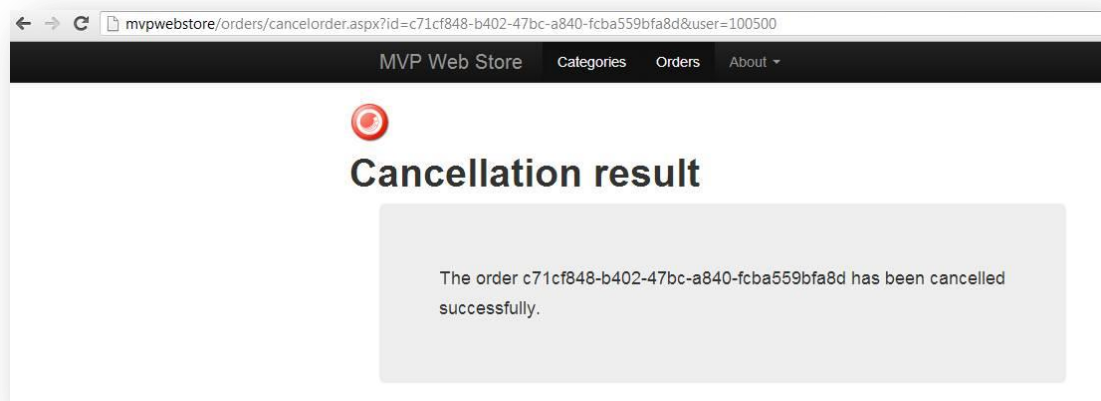 mvpwebstore/orders/cancelorder.aspx?id=c71cf848-b402-47bc-a840-fcba559bfa8d&user=100500
MVP Web Store Categories Orders About
Cancellation result
The order c71cf848-b402-47bc-a840-fcba559bfa8d has been cancelled
successfully.